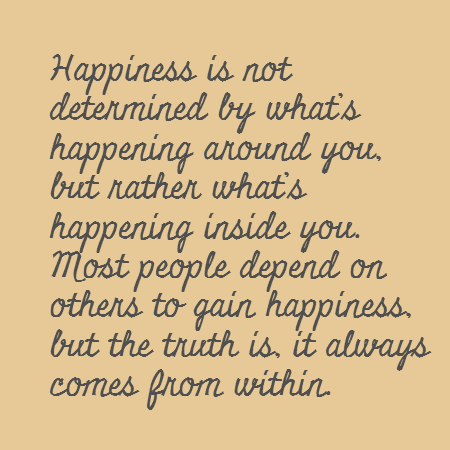 Happiness is not
determined by what's
happening around you,
but rather what's
happening inside you.
Most people depend on
others to gain happiness,
but the truth is, it always
comes from within.